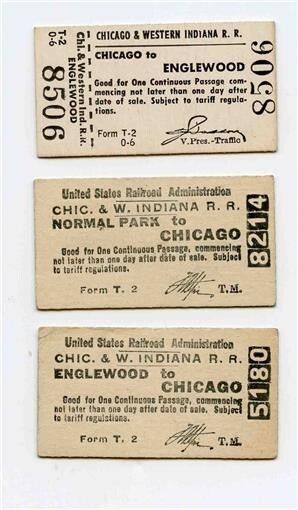 T-2
0-6
Chi. & Western Ind. R.R.
ENGLEWOOD
8506
CHICAGO & WESTERN INDIANA R. R.
CHICAGO to
ENGLEWOOD
Good for One Continuous Passage com-
mencing not later than one day after
date of sale. Subject to tariff regula-
tions.
Form T-2
0-6
V. Pres.-Traffic
8506
United States Railroad Administration
CHIC. & W. INDIANA R. R.
NORMAL PARK to
CHICAGO
Good for One Continuous Passage, commencing
not later than one day after date of sale. Subject
to tariff regulations.
Form T. 2
T.M.
8214
United States Railroad Administration
CHIC. & W. INDIANA R. R.
ENGLEWOOD to
CHICAGO
Good for One Continuous Passage, commencing
not later than one day after date of sale. Subject
to tariff regulations.
Form T. 2
T.M.
5180